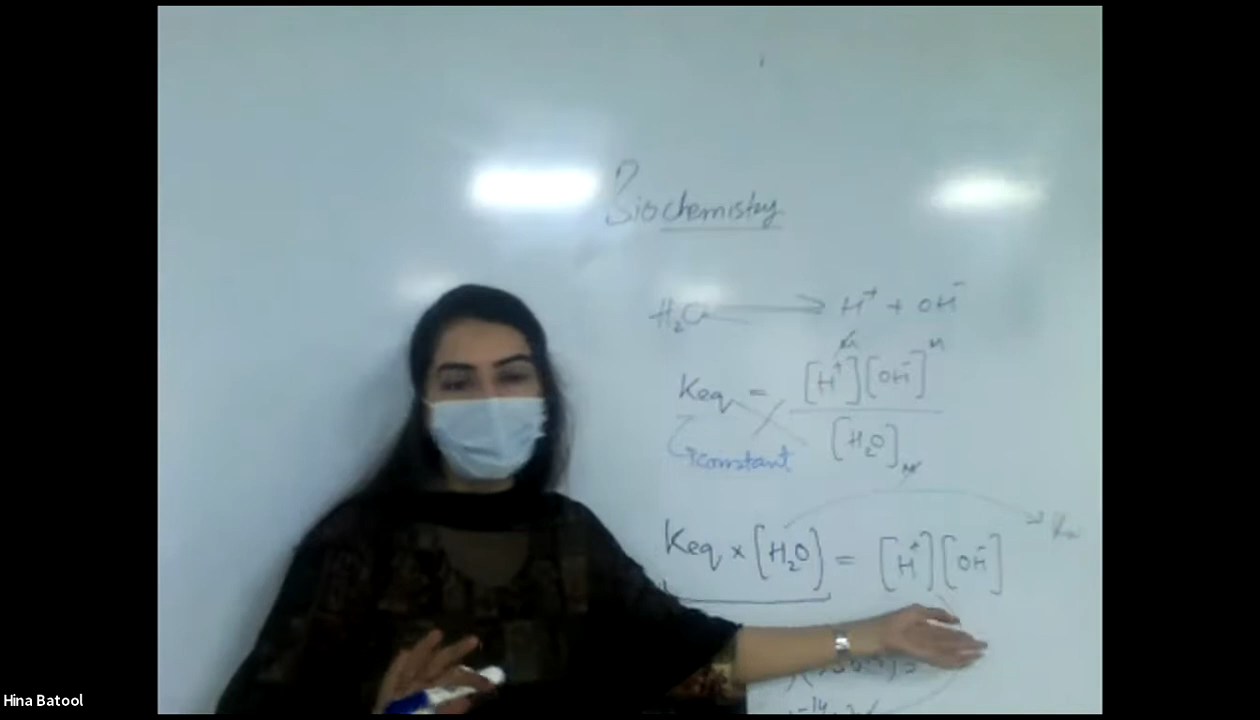 Biochemistry
H₂O → H⁺ + OH⁻
Keq = [H⁺][OH⁻] / [H₂O]
constant
Keq × [H₂O] = [H⁺][OH⁻]
Hina Batool